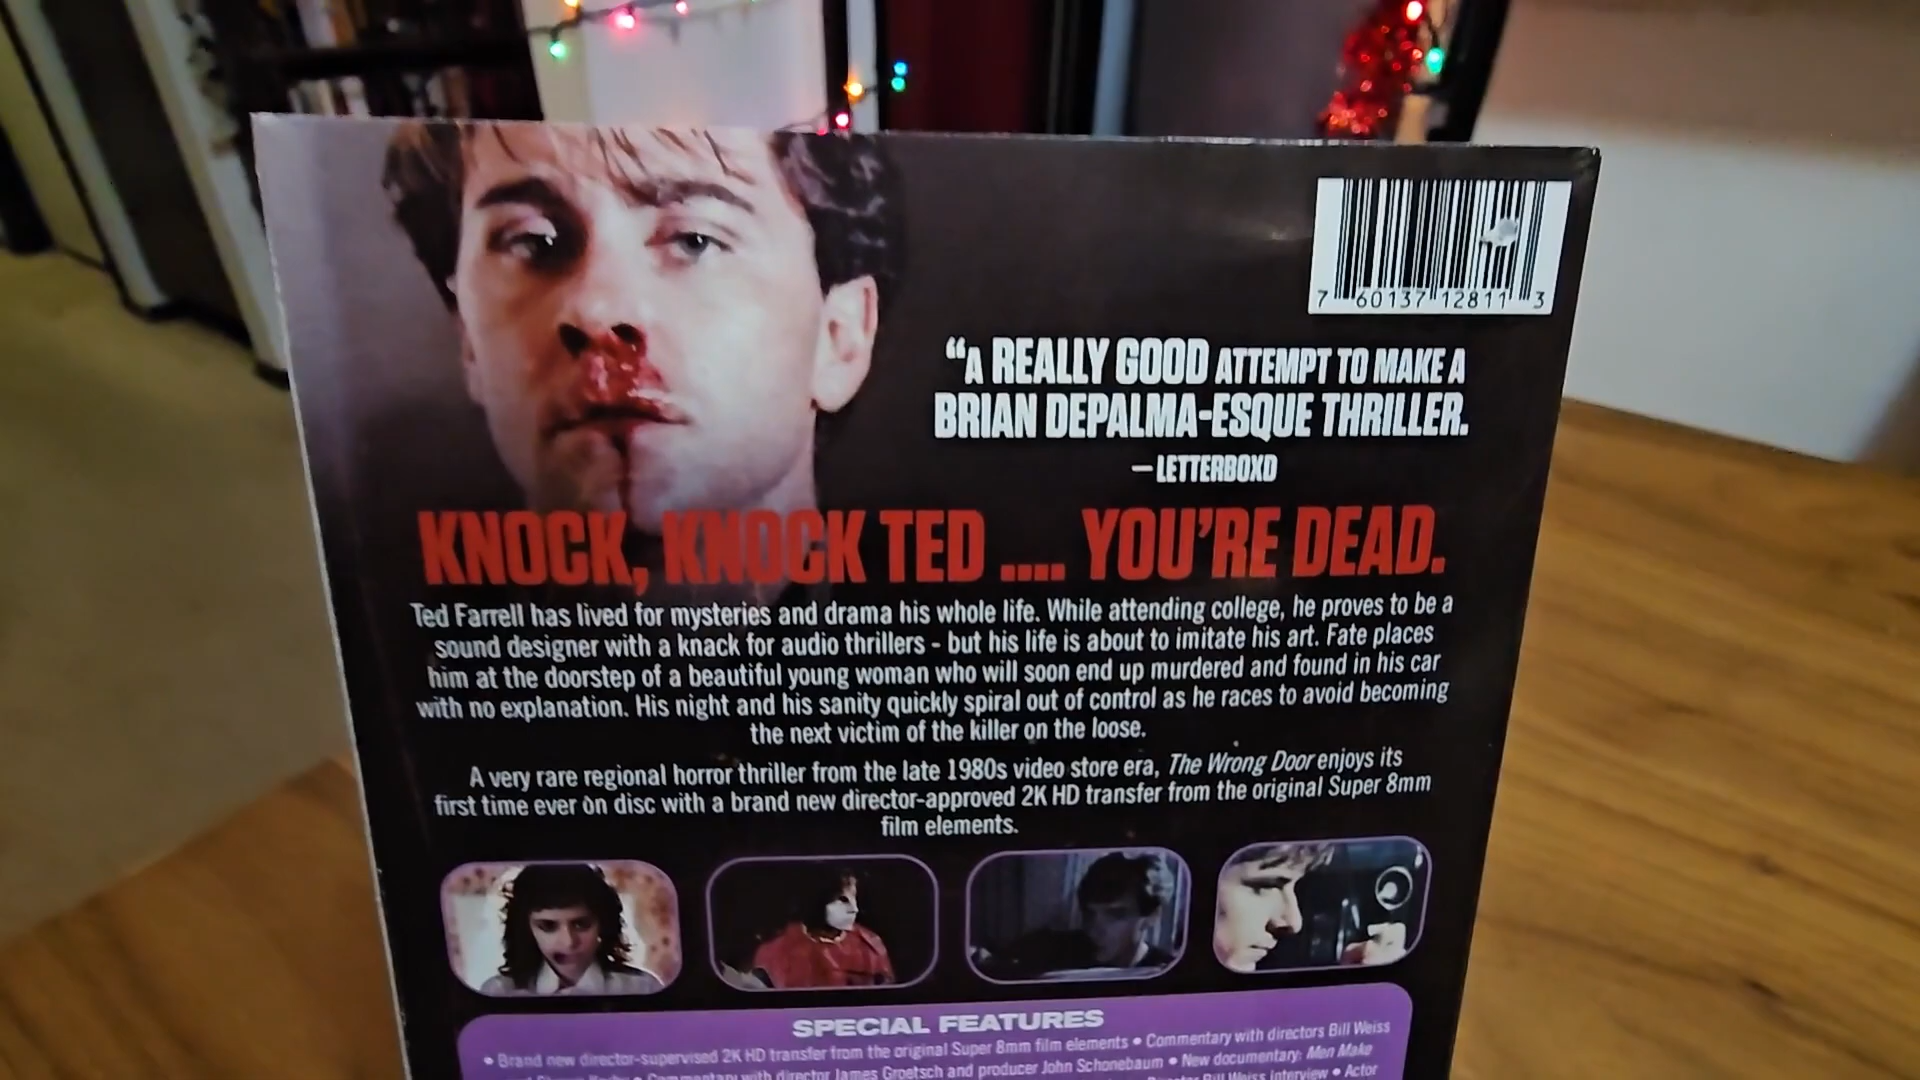 7 60137 12811 3
“A REALLY GOOD ATTEMPT TO MAKE A
BRIAN DEPALMA-ESQUE THRILLER.
— LETTERBOXD
KNOCK, KNOCK TED .... YOU'RE DEAD.
Ted Farrell has lived for mysteries and drama his whole life. While attending college, he proves to be a
sound designer with a knack for audio thrillers - but his life is about to imitate his art. Fate places
him at the doorstep of a beautiful young woman who will soon end up murdered and found in his car
with no explanation. His night and his sanity quickly spiral out of control as he races to avoid becoming
the next victim of the killer on the loose.
A very rare regional horror thriller from the late 1980s video store era, The Wrong Door enjoys its
first time ever on disc with a brand new director-approved 2K HD transfer from the original Super 8mm
film elements.
SPECIAL FEATURES
• Brand new director-supervised 2K HD transfer from the original Super 8mm film elements • Commentary with directors Bill Weiss
• Commentary with director James Groetsch and producer John Schonebaum • New documentary: Men Make
Bill Weiss interview • Actor